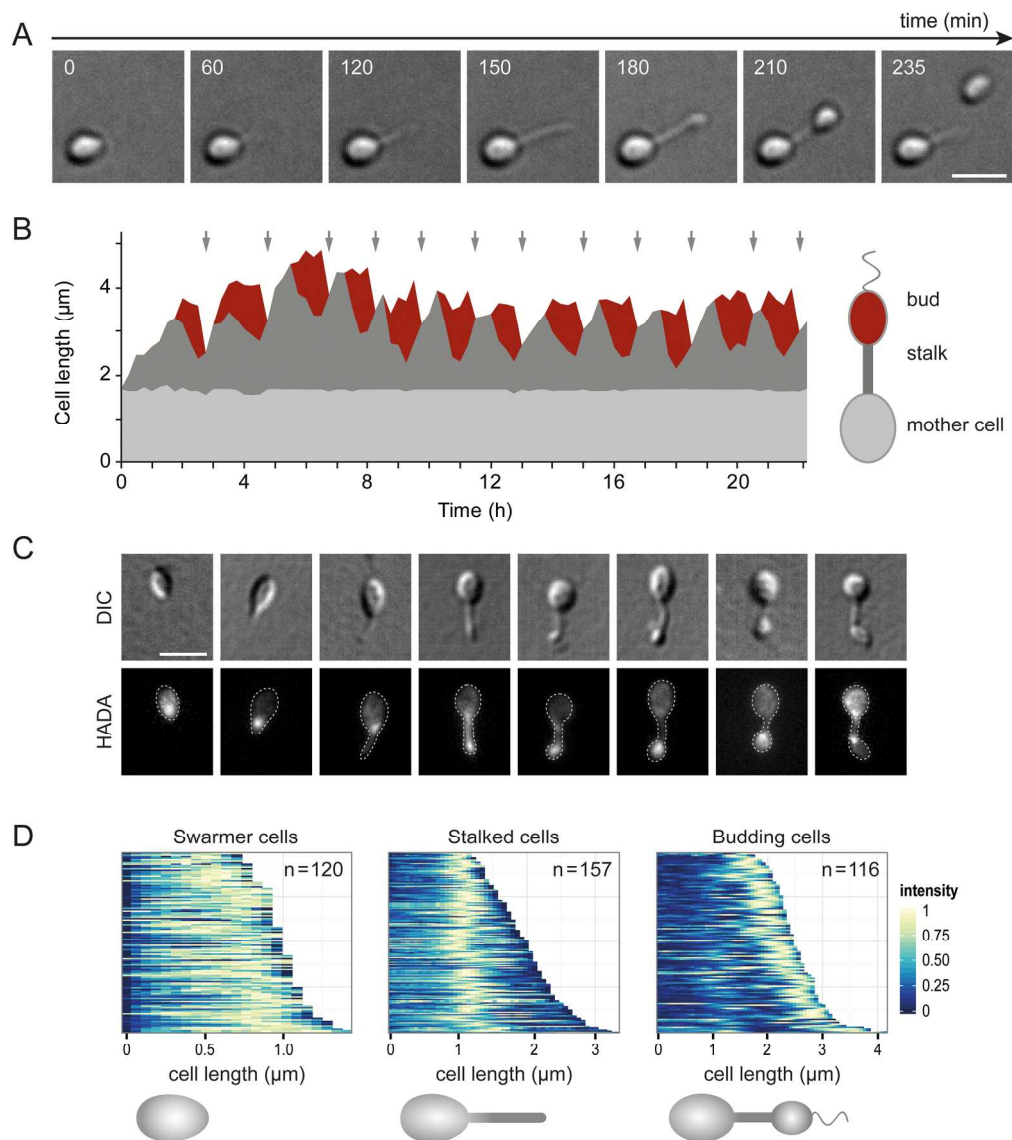 A
time (min)
0
60
120
150
180
210
235
B
Cell length (µm)
4
2
0
0
4
8
12
16
20
Time (h)
bud
stalk
mother cell
C
DIC
HADA
D
Swarmer cells
Stalked cells
Budding cells
n=120
n=157
n=116
intensity
1
0.75
0.50
0.25
0
0 0.5 1.0
0 1 2 3
0 1 2 3 4
cell length (µm)
cell length (µm)
cell length (µm)